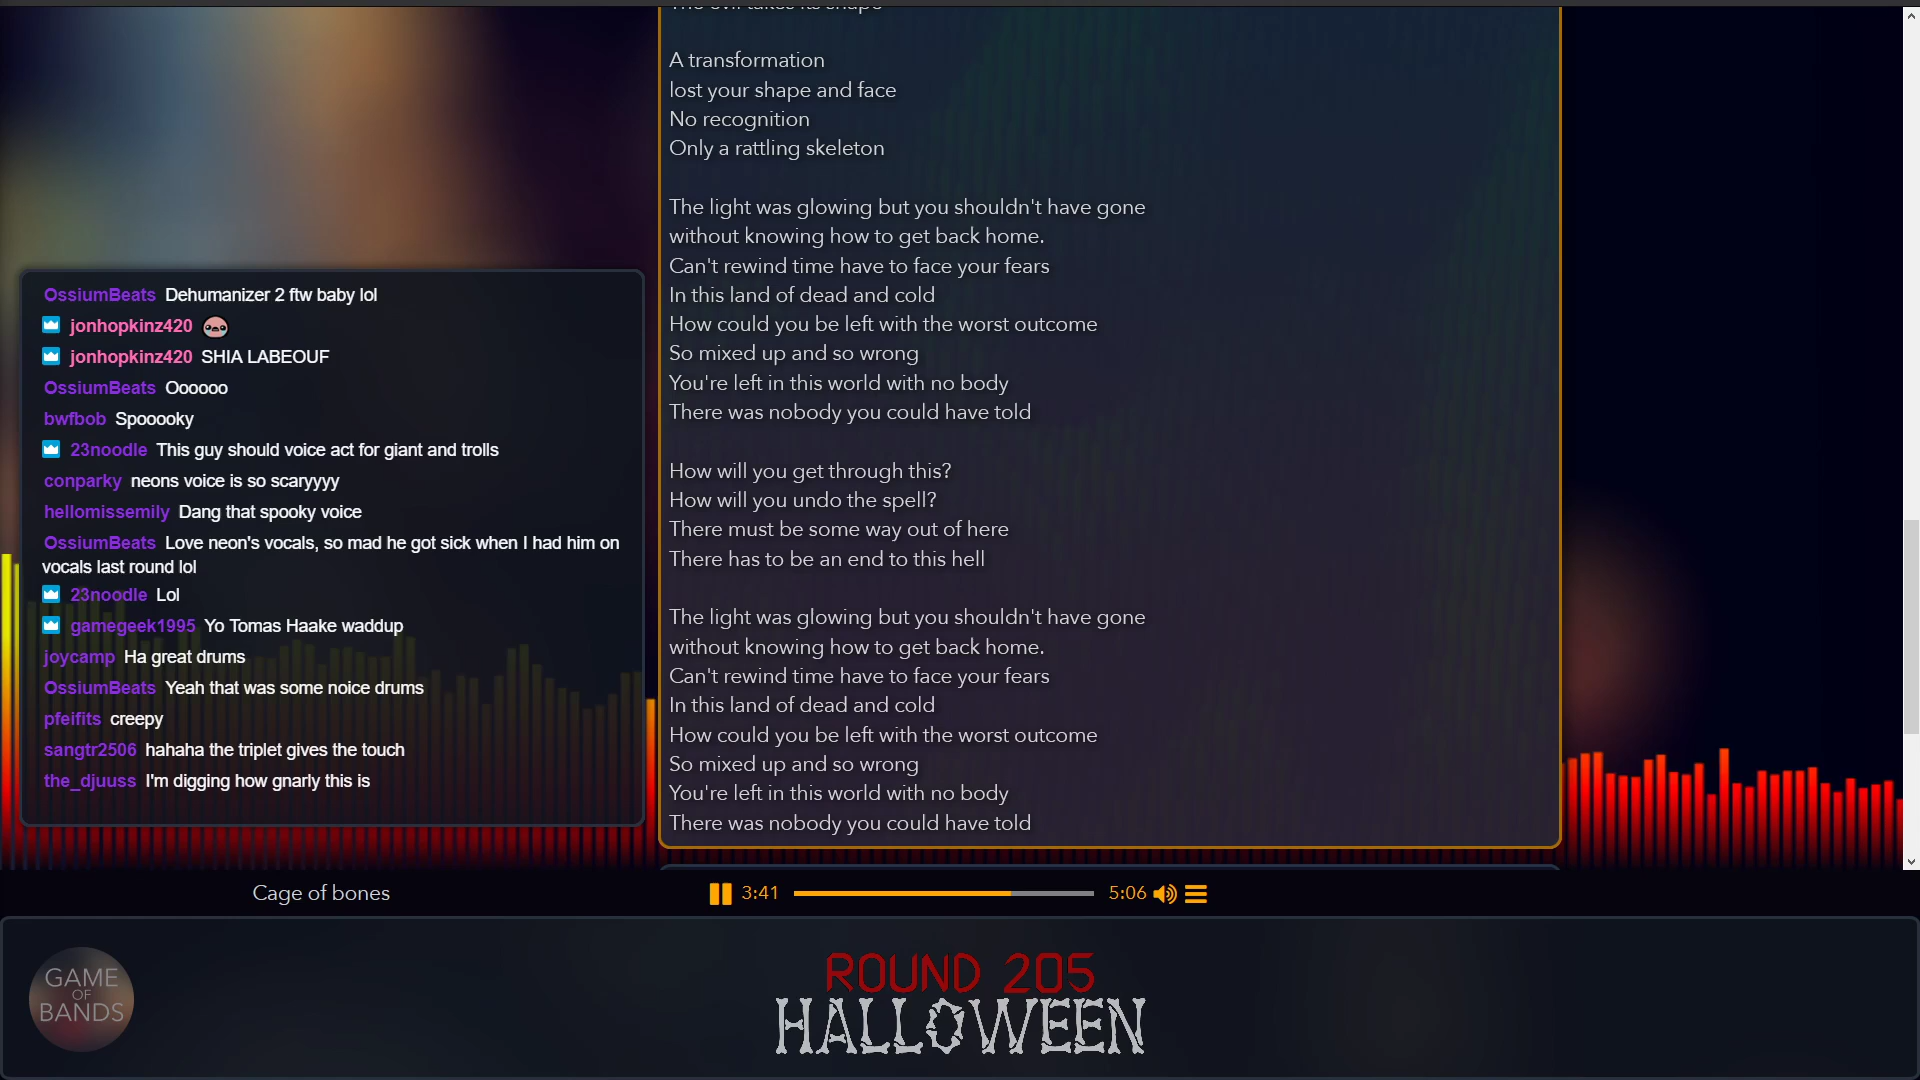 The evil takes its shape
A transformation
lost your shape and face
No recognition
Only a rattling skeleton
The light was glowing but you shouldn't have gone
without knowing how to get back home.
Can't rewind time have to face your fears
In this land of dead and cold
How could you be left with the worst outcome
So mixed up and so wrong
You're left in this world with no body
There was nobody you could have told
How will you get through this?
How will you undo the spell?
There must be some way out of here
There has to be an end to this hell
The light was glowing but you shouldn't have gone
without knowing how to get back home.
Can't rewind time have to face your fears
In this land of dead and cold
How could you be left with the worst outcome
So mixed up and so wrong
You're left in this world with no body
There was nobody you could have told
OssiumBeats Dehumanizer 2 ftw baby lol
jonhopkinz420
jonhopkinz420 SHIA LABEOUF
OssiumBeats Oooooo
bwfbob Spooooky
23noodle This guy should voice act for giant and trolls
conparky neons voice is so scaryyyy
hellomissemily Dang that spooky voice
OssiumBeats Love neon's vocals, so mad he got sick when I had him on
vocals last round lol
23noodle Lol
gamegeek1995 Yo Tomas Haake waddup
joycamp Ha great drums
OssiumBeats Yeah that was some noice drums
pfeifits creepy
sangtr2506 hahaha the triplet gives the touch
the_djuuss I'm digging how gnarly this is
Cage of bones
3:41
5:06
GAME
OF
BANDS
ROUND 205
HALLOWEEN